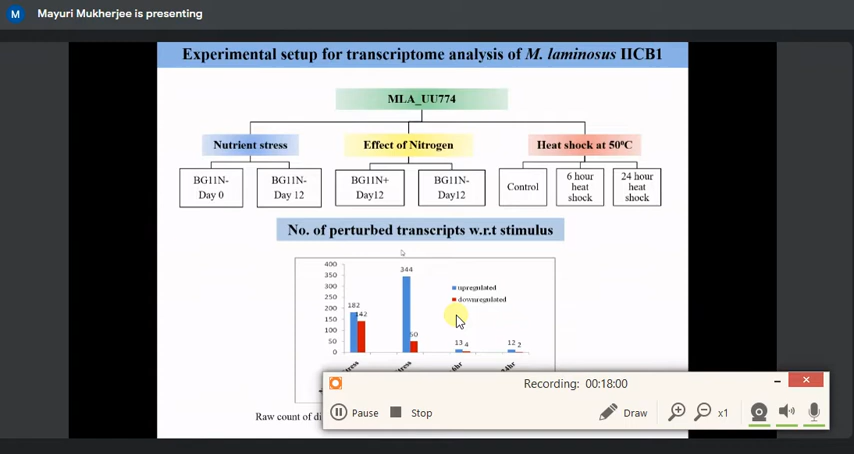 M Mayuri Mukherjee is presenting
Experimental setup for transcriptome analysis of M. laminosus IICB1
MLA_UU774
Nutrient stress
Effect of Nitrogen
Heat shock at 50⁰C
BG11N-
Day 0
BG11N-
Day 12
BG11N+
Day12
BG11N-
Day12
Control
6 hour
heat
shock
24 hour
heat
shock
No. of perturbed transcripts w.r.t stimulus
400
350
300
250
200
150
100
50
0
182
142
344
50
13 4
12 2
upregulated
downregulated
Recording: 00:18:00
Pause
Stop
Draw
x1
Raw count of di